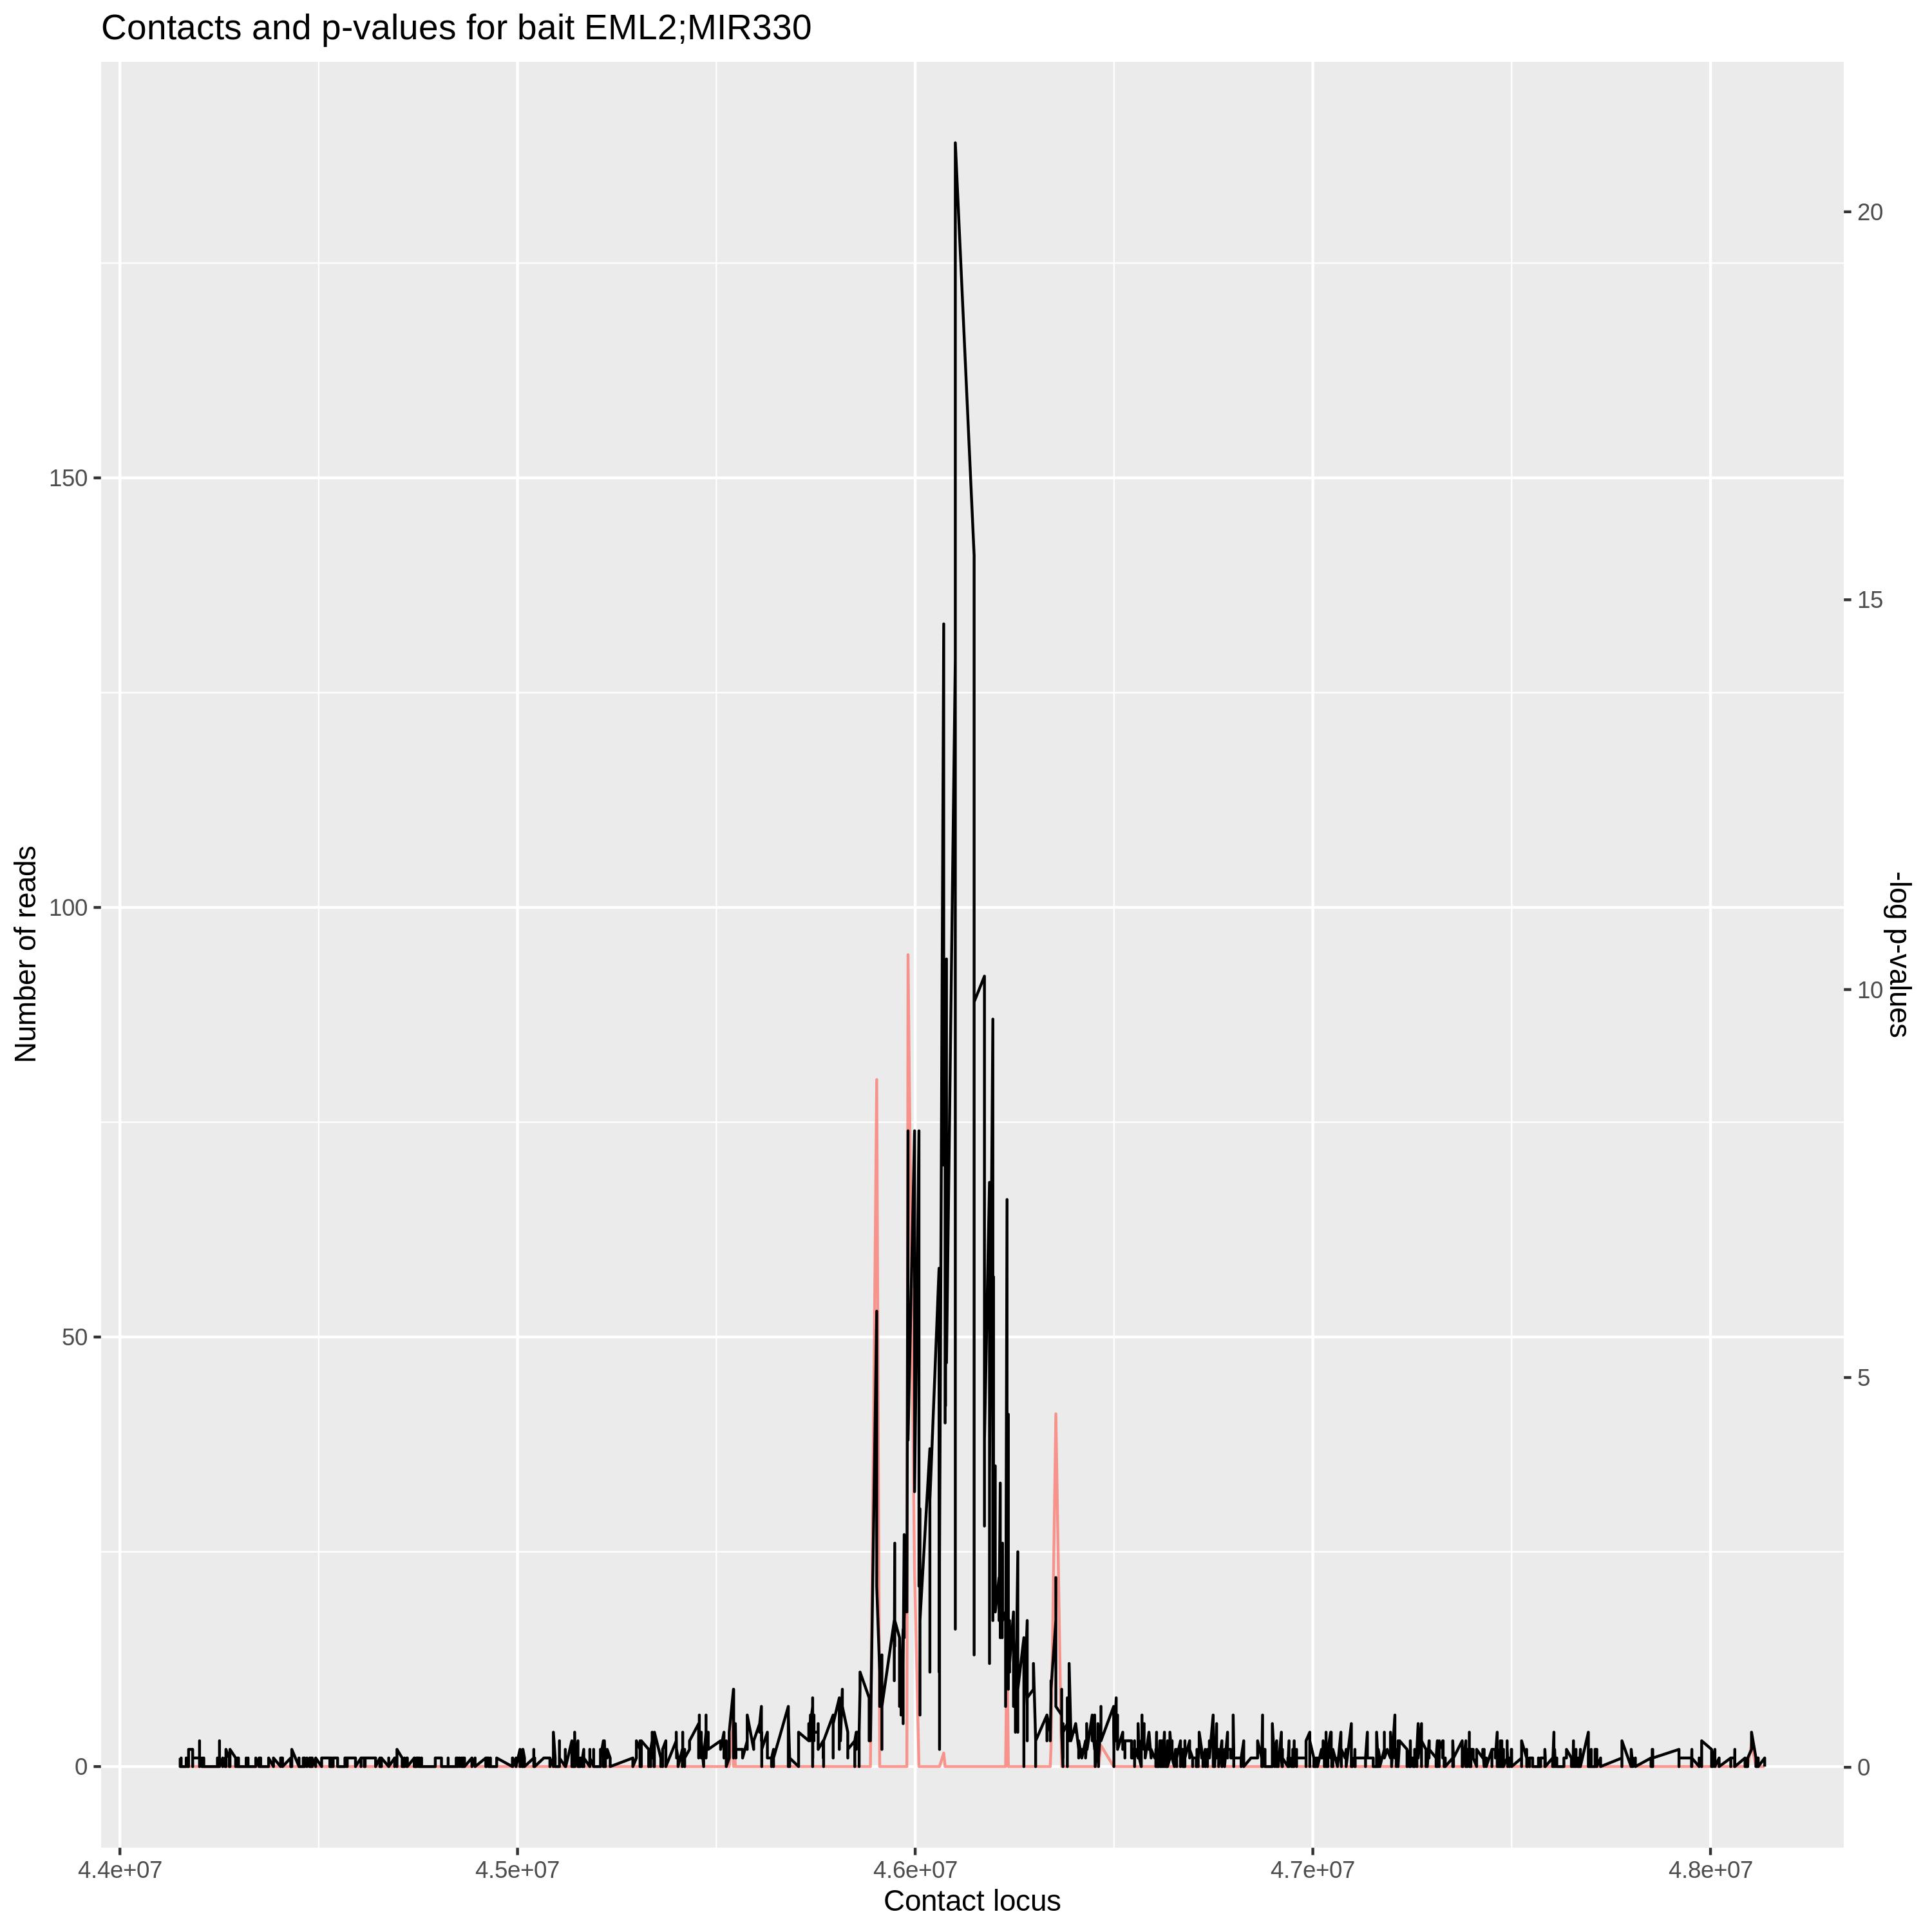 Contacts and p-values for bait EML2;MIR330
Number of reads
150
100
50
0
20
15
10
5
0
-log p-values
4.4e+07
4.5e+07
4.6e+07
4.7e+07
4.8e+07
Contact locus